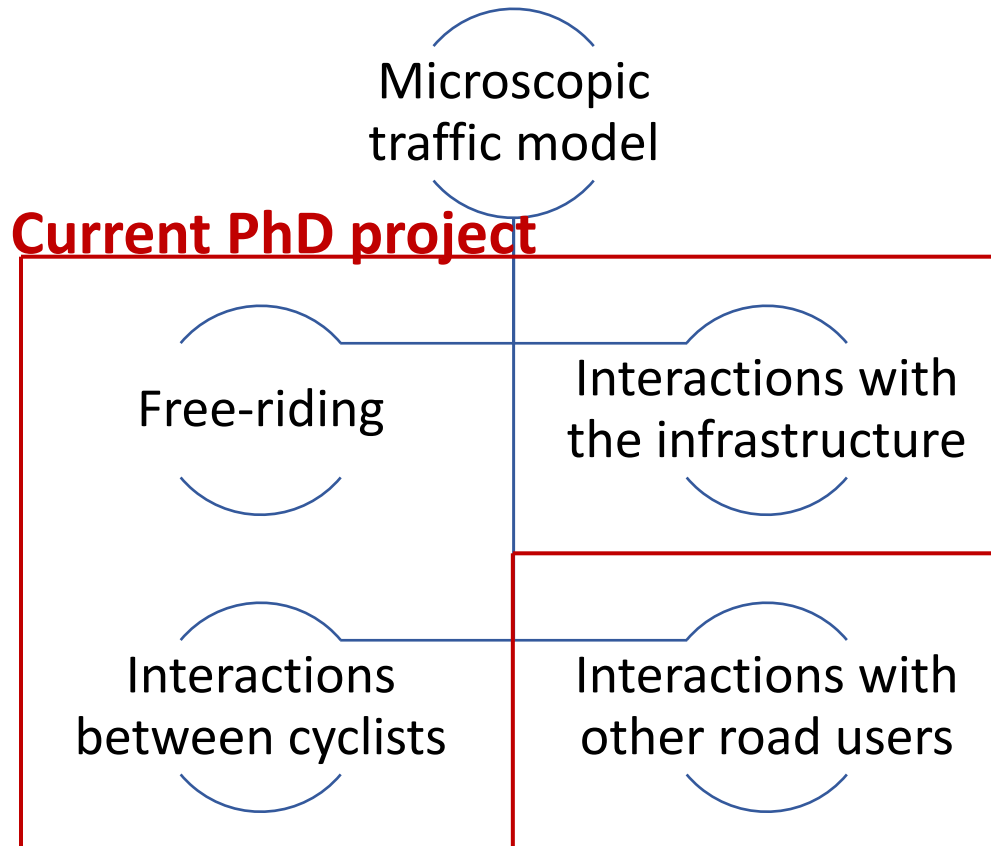 Microscopic
traffic model
Current PhD project
Free-riding
Interactions with
the infrastructure
Interactions
between cyclists
Interactions with
other road users